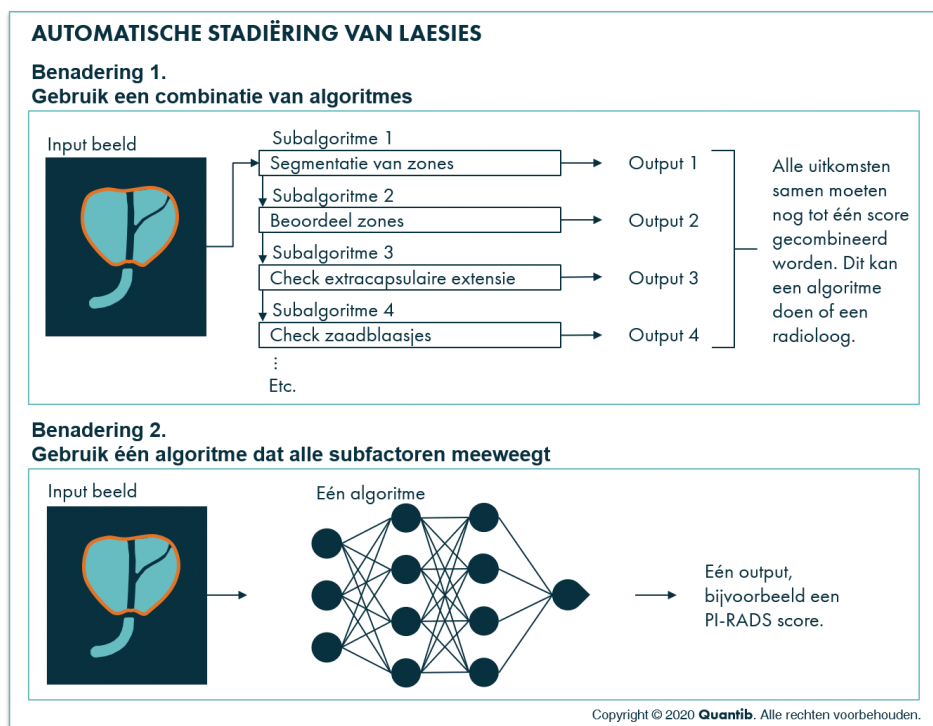 AUTOMATISCHE STADIËRING VAN LAESIES
Benadering 1.
Gebruik een combinatie van algoritmes
Input beeld
Subalgoritme 1
Segmentatie van zones
Output 1
Subalgoritme 2
Beoordeel zones
Output 2
Subalgoritme 3
Check extracapsulaire extensie
Output 3
Subalgoritme 4
Check zaadblaasjes
Output 4
⋮
Etc.
Alle uitkomsten
samen moeten
nog tot één score
gecombineerd
worden. Dit kan
een algoritme
doen of een
radioloog.
Benadering 2.
Gebruik één algoritme dat alle subfactoren meeweegt
Input beeld
Eén algoritme
Eén output,
bijvoorbeeld een
PI-RADS score.
Copyright © 2020 Quantib. Alle rechten voorbehouden.